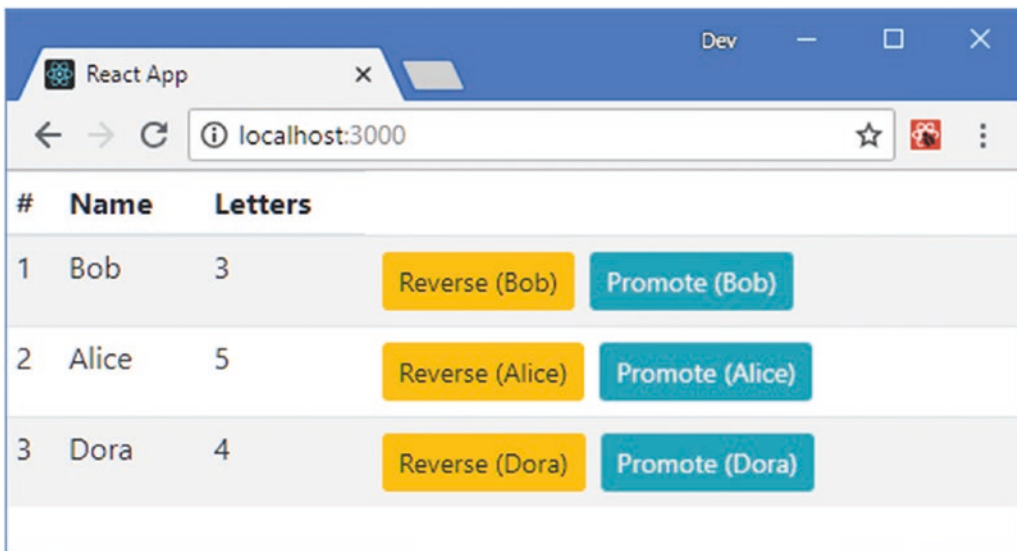 Dev
React App
localhost:3000
# Name Letters
1 Bob 3 Reverse (Bob) Promote (Bob)
2 Alice 5 Reverse (Alice) Promote (Alice)
3 Dora 4 Reverse (Dora) Promote (Dora)